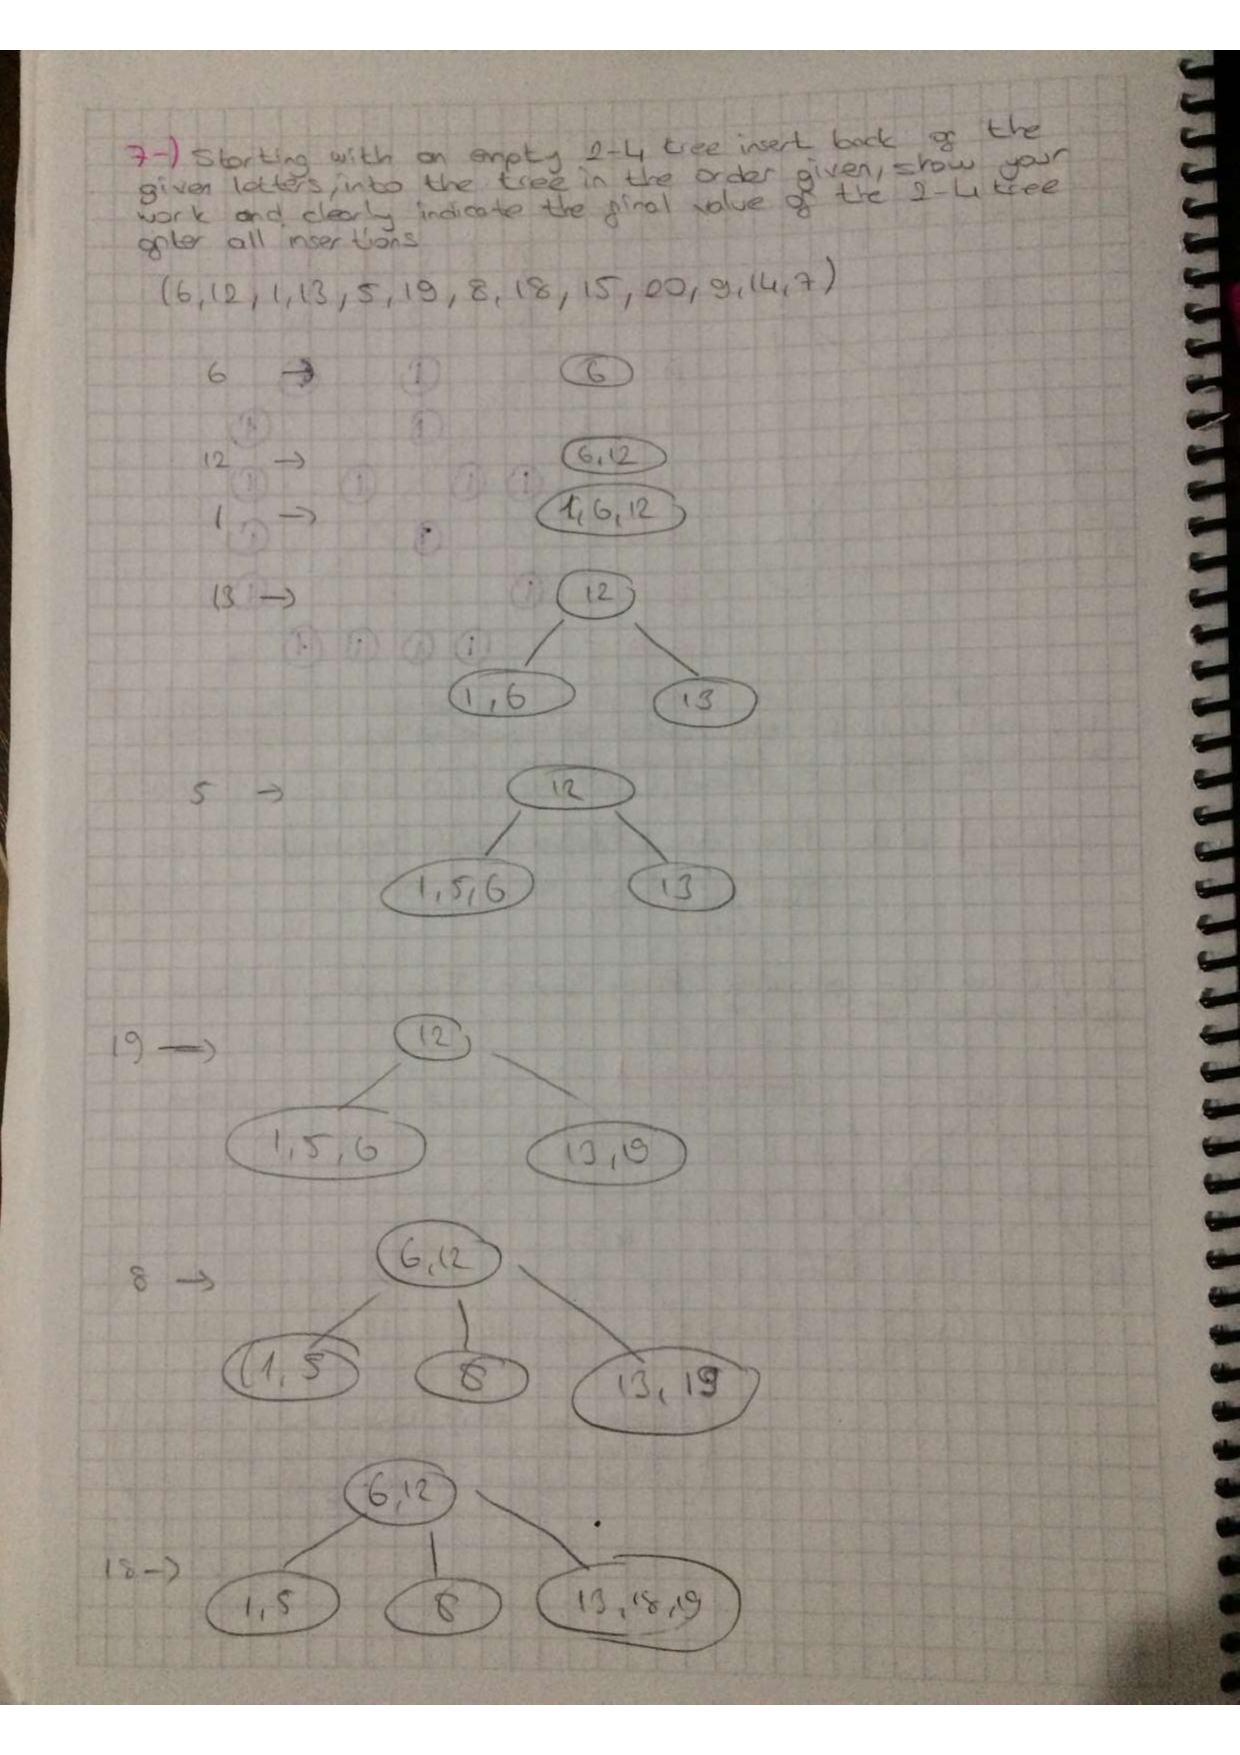 7-) Starting with an empty 2-4 tree insert back of the
given letters, into the tree in the order given, show your
work and clearly indicate the final value of the 2-4 tree
after all insertions
(6,12,1,13,5,19,8,18,15,20,9,14,7)
6 → 6
12 → 6,12
1 → 1,6,12
13 → 12
1,6 13
5 → 12
1,5,6 13
19 → 12
1,5,6 13,19
6,12
8 →
1,5 8 13,19
6,12
18 →
1,5 8 13,18,19